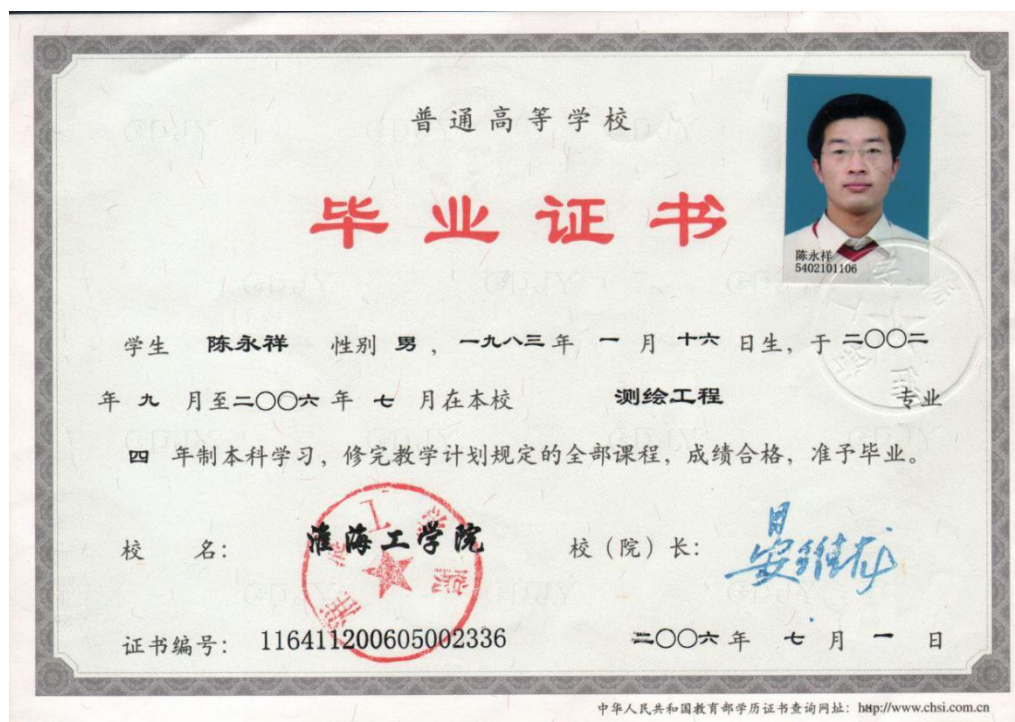 普通高等学校
毕业证书
陈永祥
5402101106
学生 陈永祥 性别 男 ，一九八三 年 一 月 十六 日生，于 二〇〇二
年 九 月至 二〇〇六 年 七 月在本校 测绘工程 专业
四 年制本科学习，修完教学计划规定的全部课程，成绩合格，准予毕业。
校 名： 淮海工学院 校（院）长： 晏维龙
证书编号： 116411200605002336 二〇〇六 年 七 月 一 日
中华人民共和国教育部学历证书查询网址：http://www.chsi.com.cn